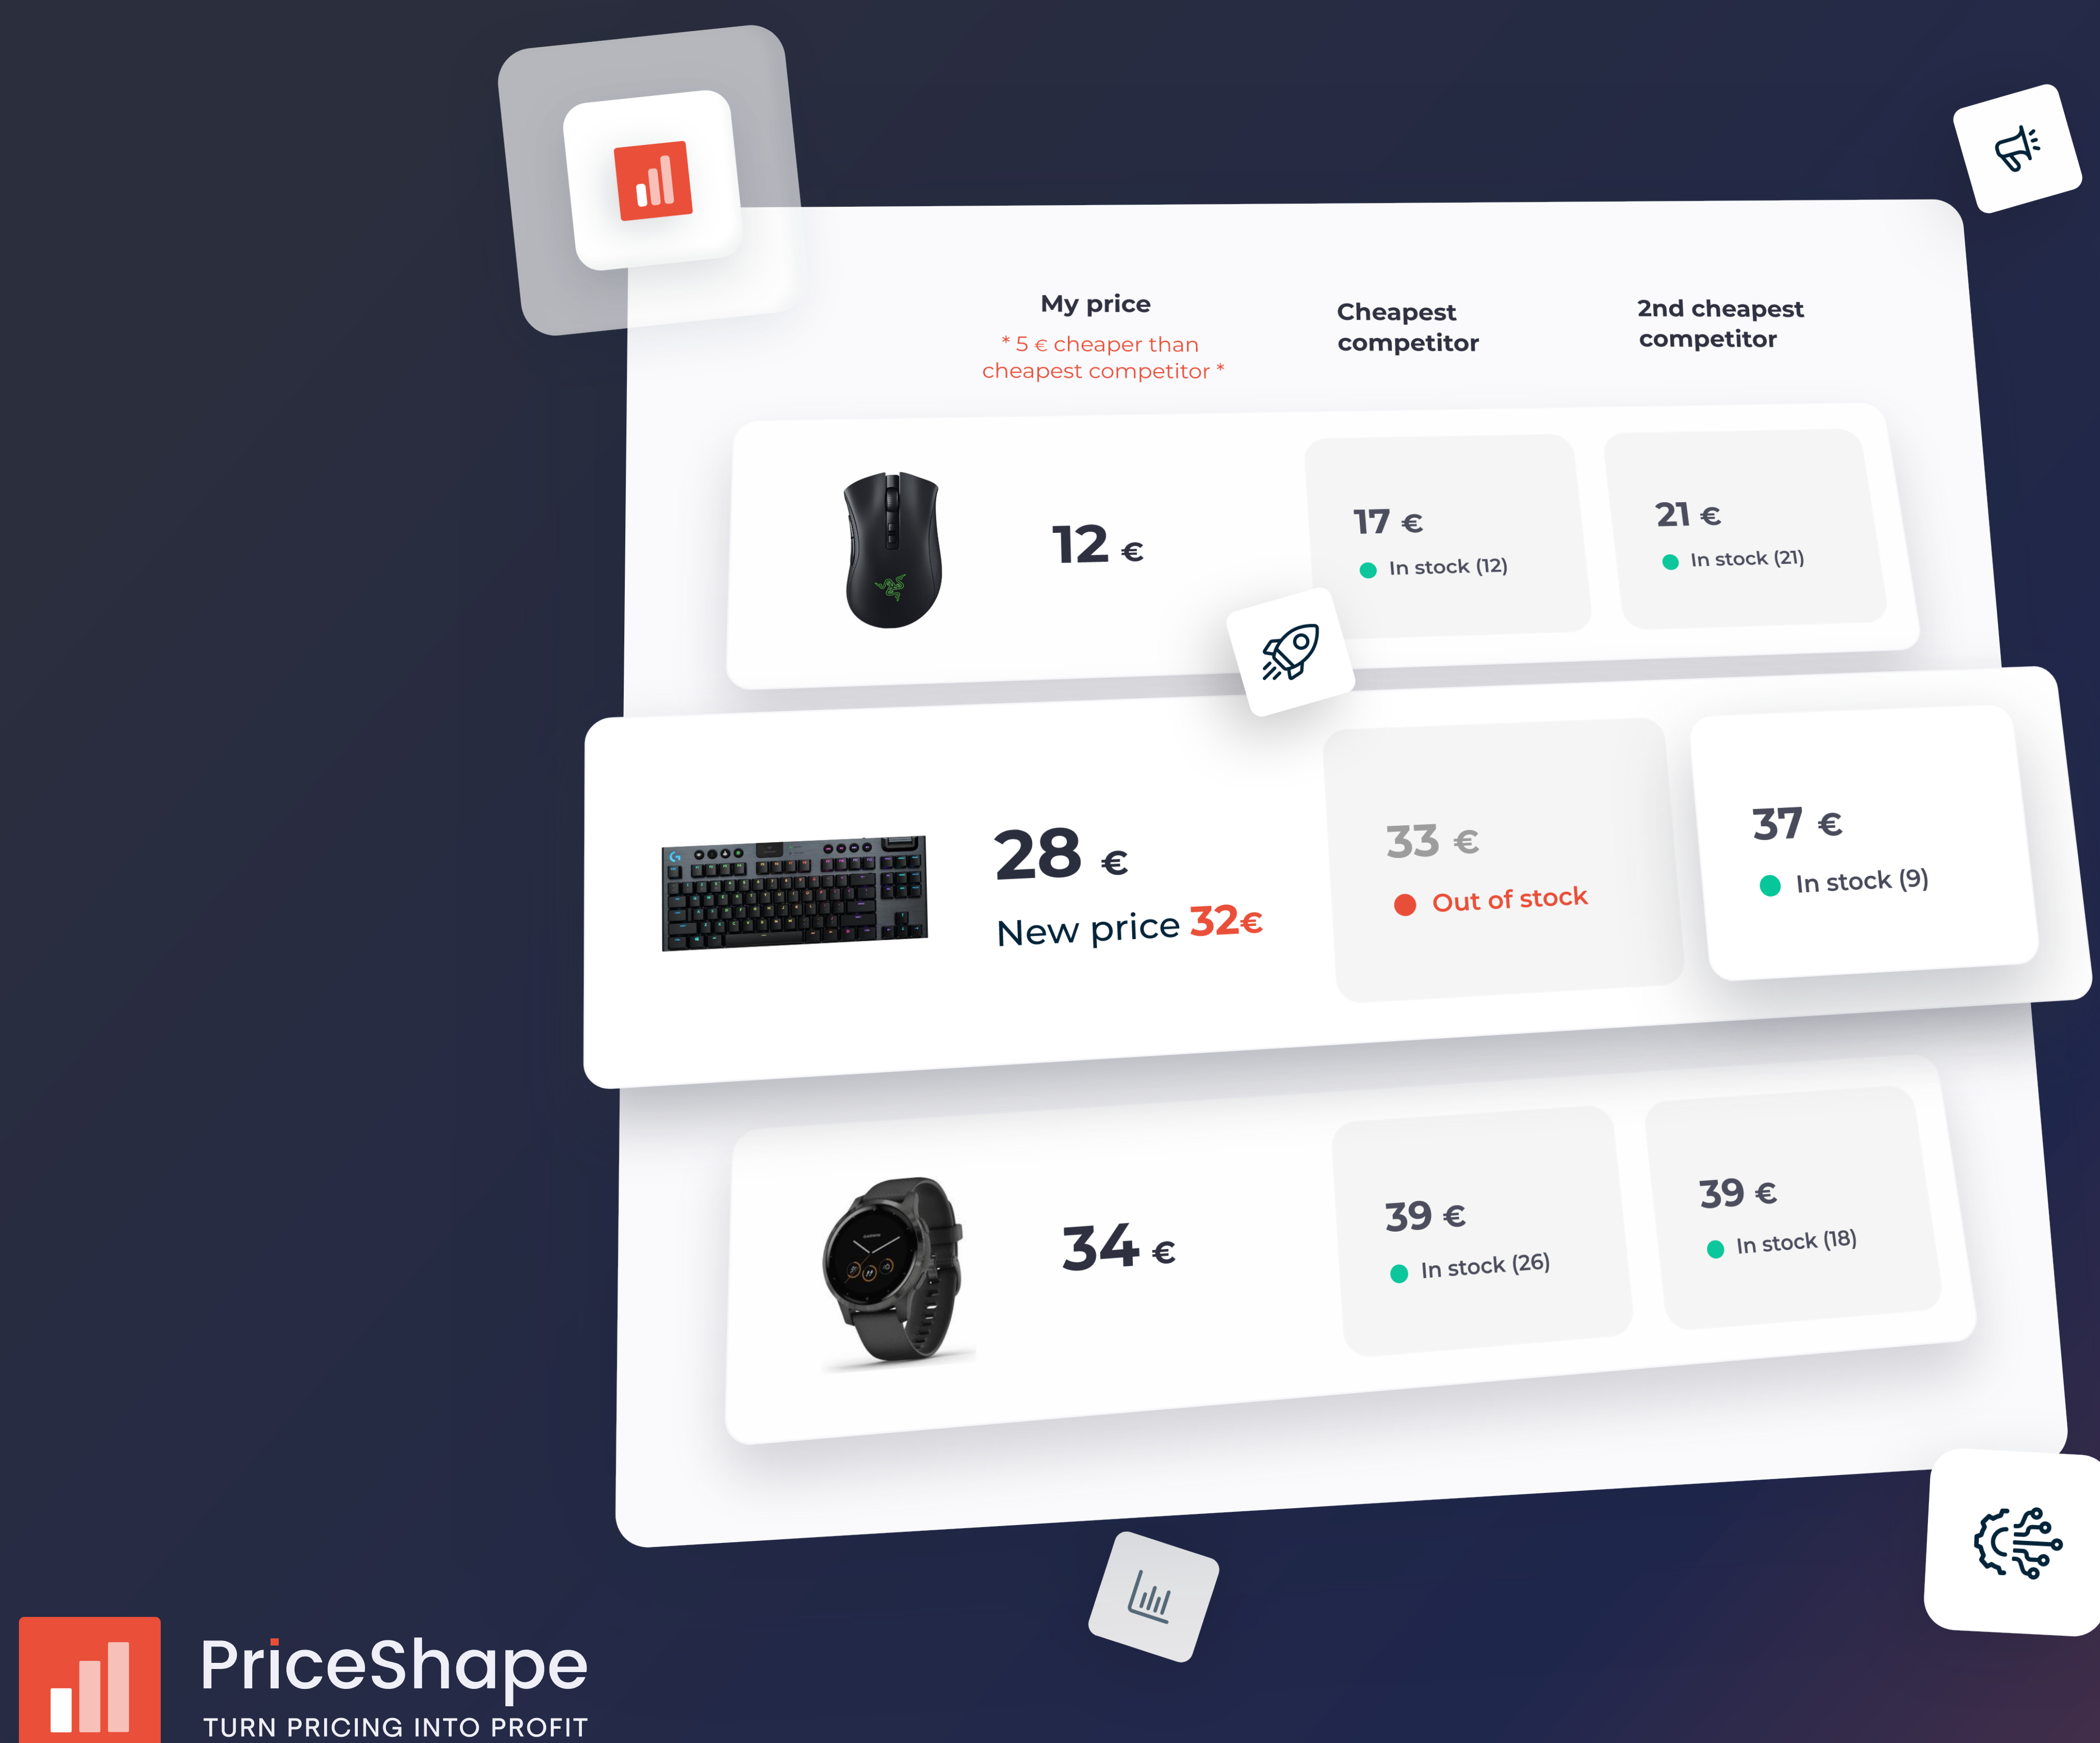 My price
* 5 € cheaper than
cheapest competitor *
Cheapest
competitor
2nd cheapest
competitor
12 €
17 €
In stock (12)
21 €
In stock (21)
28 €
New price 32€
33 €
Out of stock
37 €
In stock (9)
34 €
39 €
In stock (26)
39 €
In stock (18)
PriceShape
TURN PRICING INTO PROFIT